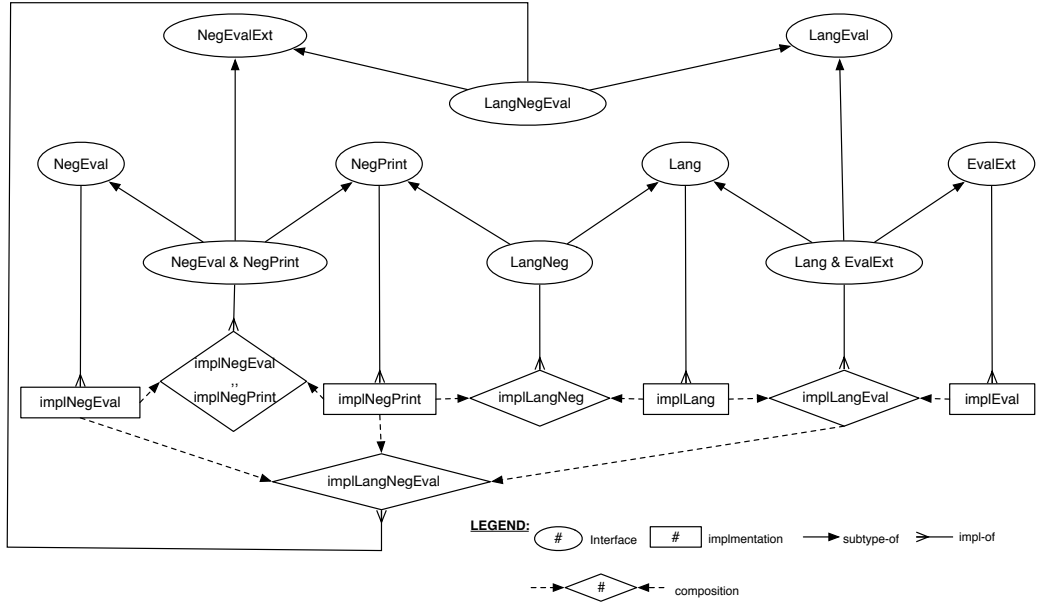 NegEvalExt
LangEval
LangNegEval
NegEval
NegPrint
Lang
EvalExt
NegEval & NegPrint
LangNeg
Lang & EvalExt
implNegEval
,,
implNegPrint
implNegEval
implNegPrint
implLangNeg
implLang
implLangEval
implEval
implLangNegEval
LEGEND:
# Interface # implmentation subtype-of impl-of
# composition